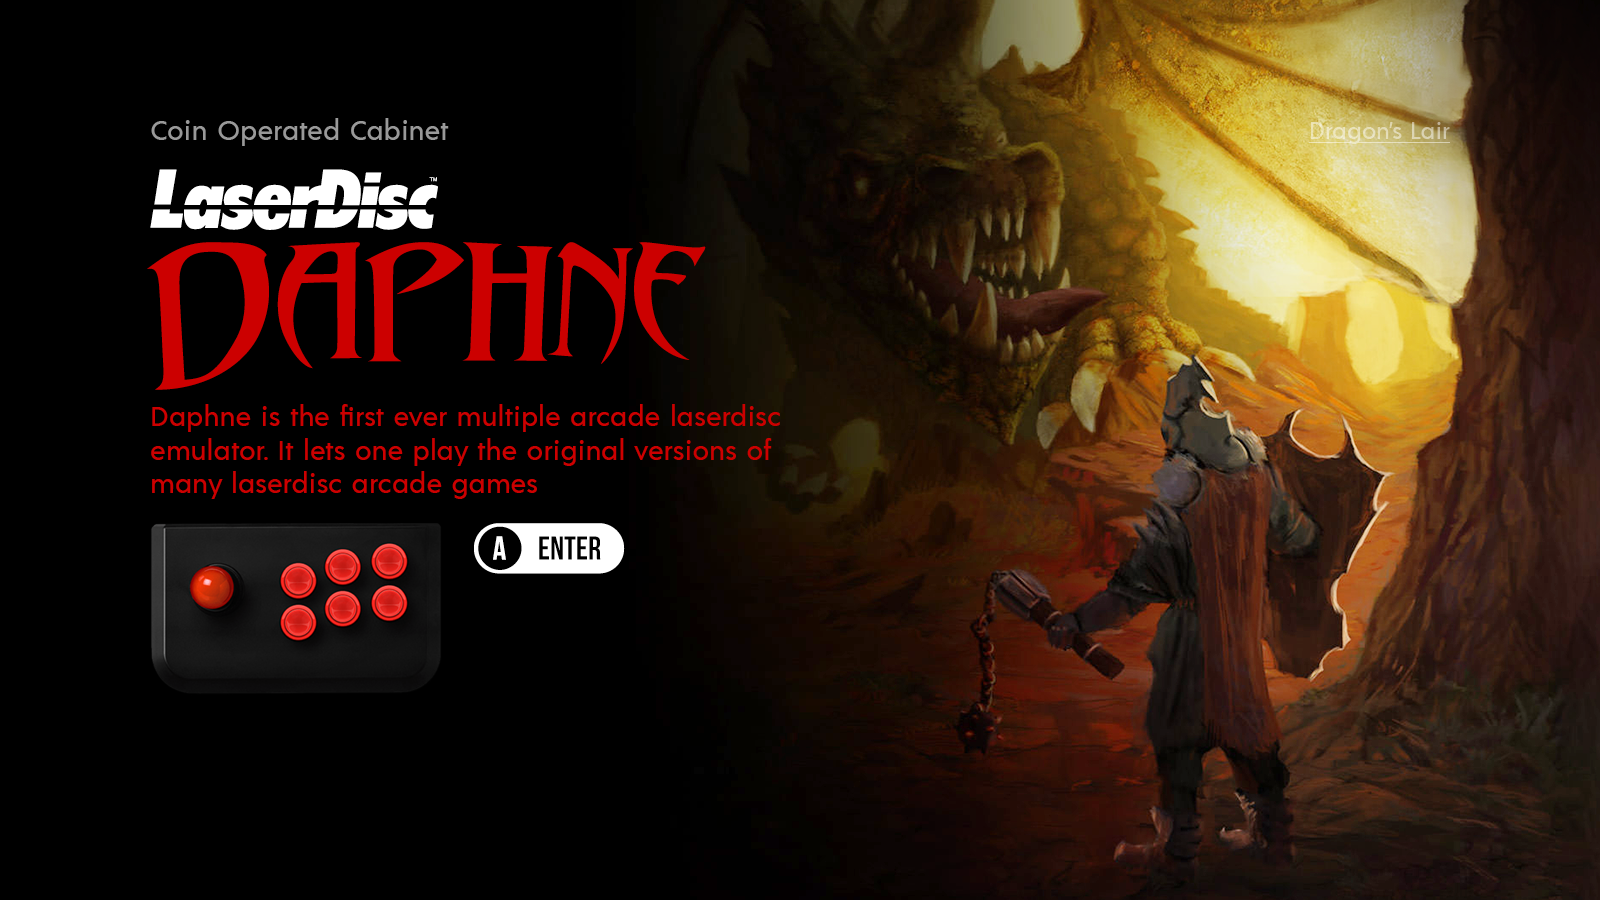 Coin Operated Cabinet
Dragon's Lair
LaserDisc™
DAPHNE
Daphne is the first ever multiple arcade laserdisc
emulator. It lets one play the original versions of
many laserdisc arcade games
A ENTER